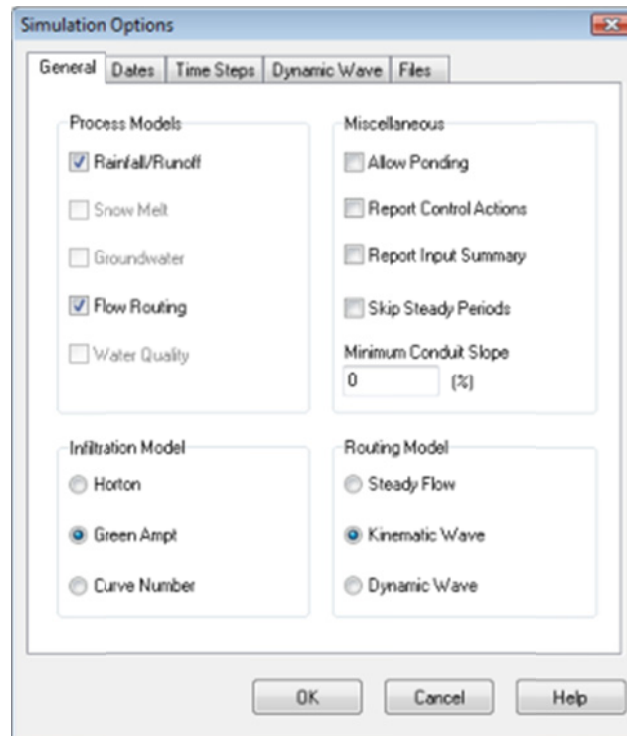 Simulation Options
General Dates Time Steps Dynamic Wave Files
Process Models
Rainfall/Runoff
Snow Melt
Groundwater
Flow Routing
Water Quality
Miscellaneous
Allow Ponding
Report Control Actions
Report Input Summary
Skip Steady Periods
Minimum Conduit Slope
0 (%)
Infiltration Model
Horton
Green Ampt
Curve Number
Routing Model
Steady Flow
Kinematic Wave
Dynamic Wave
OK Cancel Help